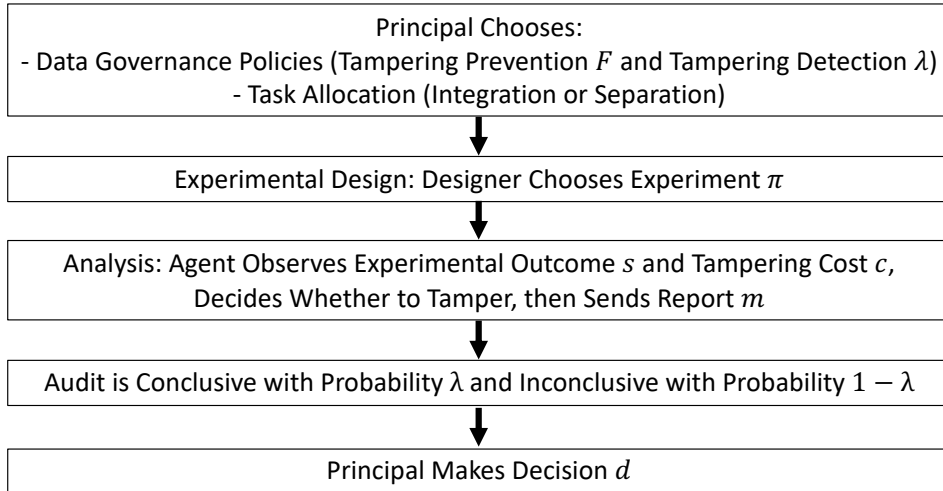 Principal Chooses:
- Data Governance Policies (Tampering Prevention F and Tampering Detection λ)
- Task Allocation (Integration or Separation)
Experimental Design: Designer Chooses Experiment π
Analysis: Agent Observes Experimental Outcome s and Tampering Cost c,
Decides Whether to Tamper, then Sends Report m
Audit is Conclusive with Probability λ and Inconclusive with Probability 1 − λ
Principal Makes Decision d